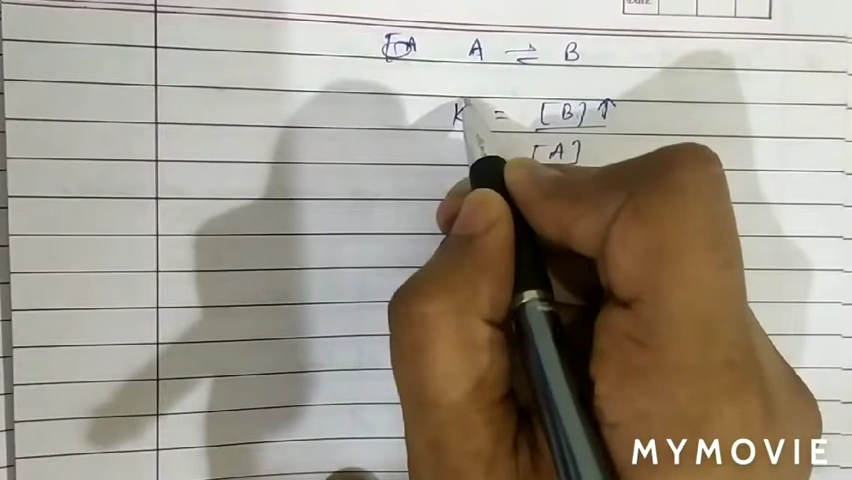 A A ⇌ B
K = [B] ↑
[A]
MYMOVIE